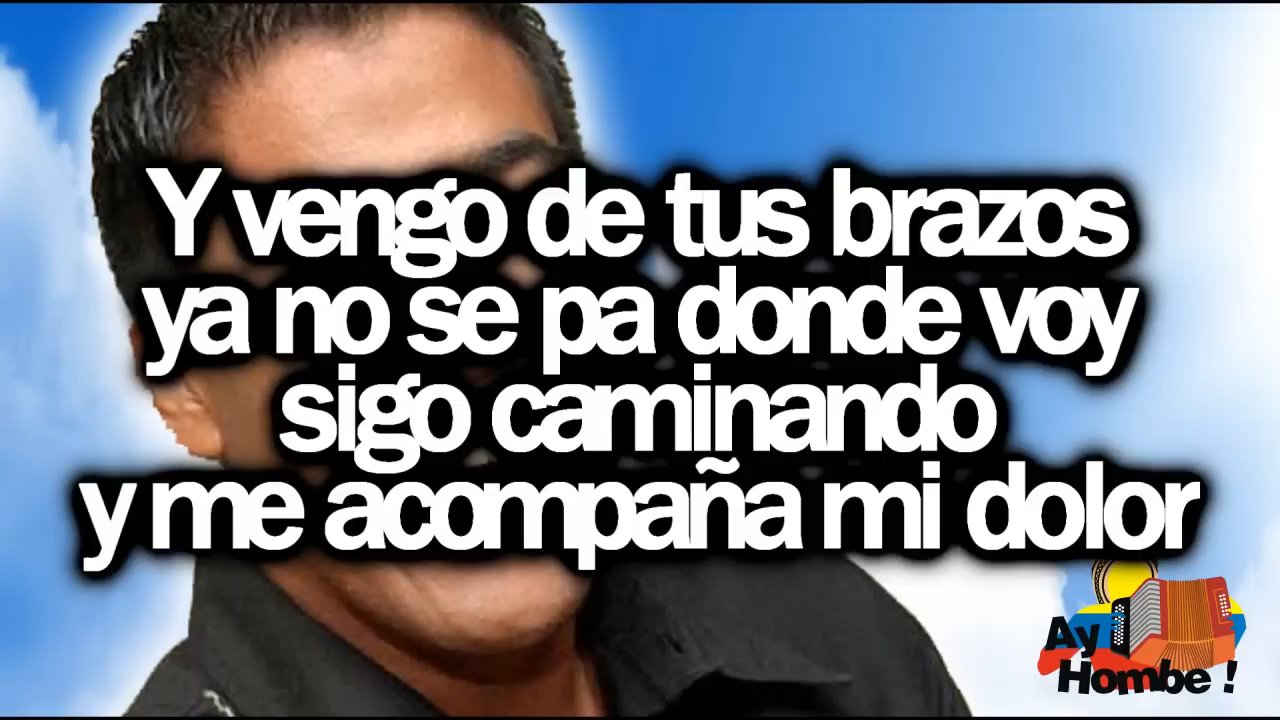 Y vengo de tus brazos
ya no se pa donde voy
sigo caminando
y me acompaña mi dolor
Ay
Hombe !